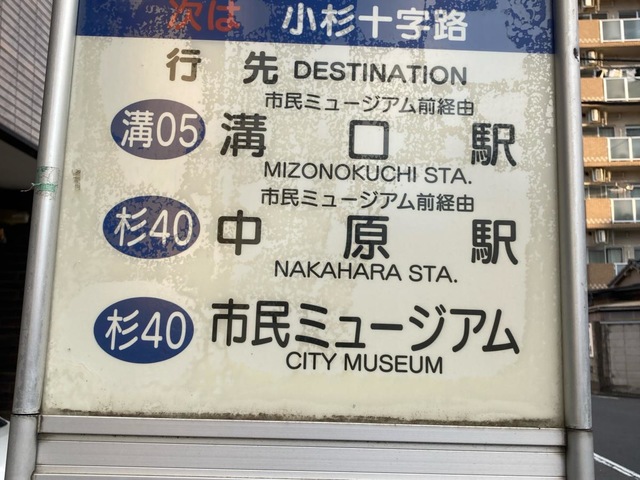 次は 小杉十字路
行先 DESTINATION
市民ミュージアム前経由
溝05 溝口駅
MIZONOKUCHI STA.
市民ミュージアム前経由
杉40 中原駅
NAKAHARA STA.
杉40 市民ミュージアム
CITY MUSEUM